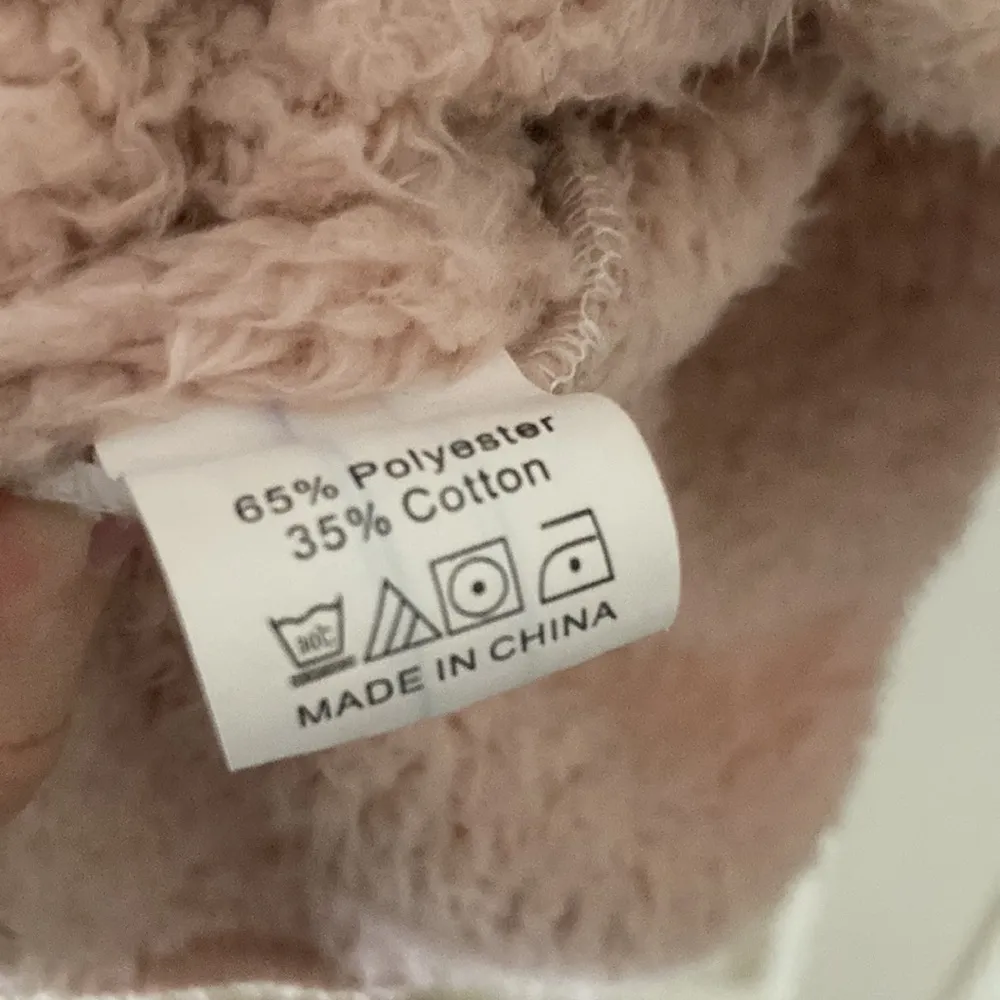 65% Polyester
35% Cotton
30°C
MADE IN CHINA